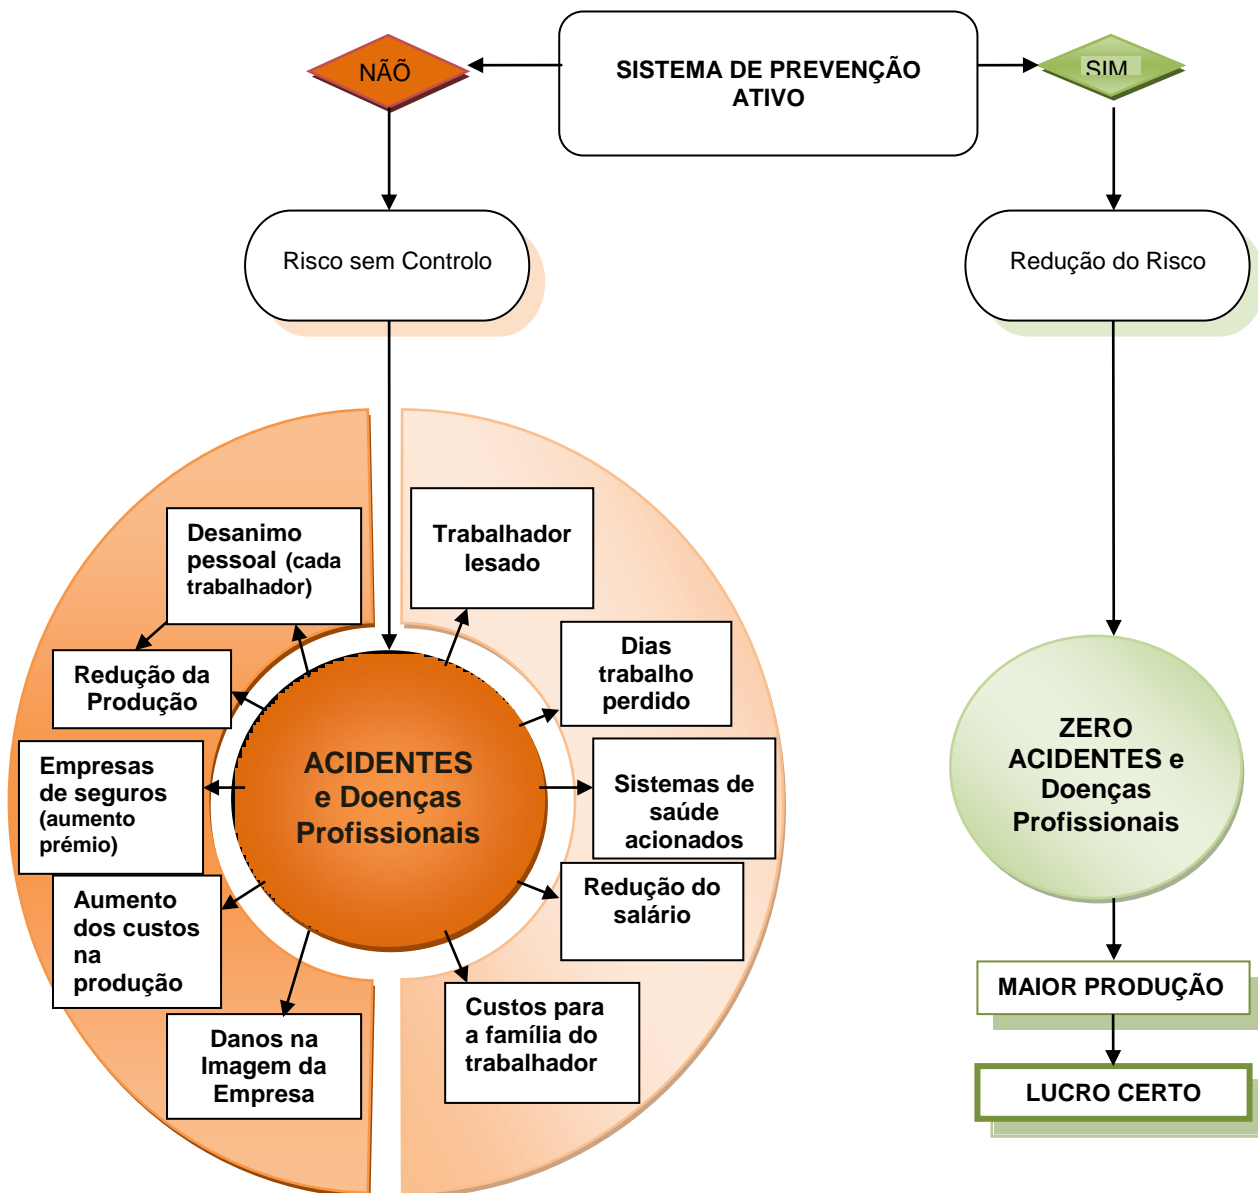 NÃÕ
SISTEMA DE PREVENÇÃO
ATIVO
SIM
Risco sem Controlo
Redução do Risco
Desanimo
pessoal (cada
trabalhador)
Trabalhador
lesado
Redução da
Produção
Dias
trabalho
perdido
Empresas
de seguros
(aumento
prémio)
ACIDENTES
e Doenças
Profissionais
Sistemas de
saúde
acionados
Aumento
dos custos
na
produção
Redução do
salário
Danos na
Imagem da
Empresa
Custos para
a família do
trabalhador
ZERO
ACIDENTES e
Doenças
Profissionais
MAIOR PRODUÇÃO
LUCRO CERTO